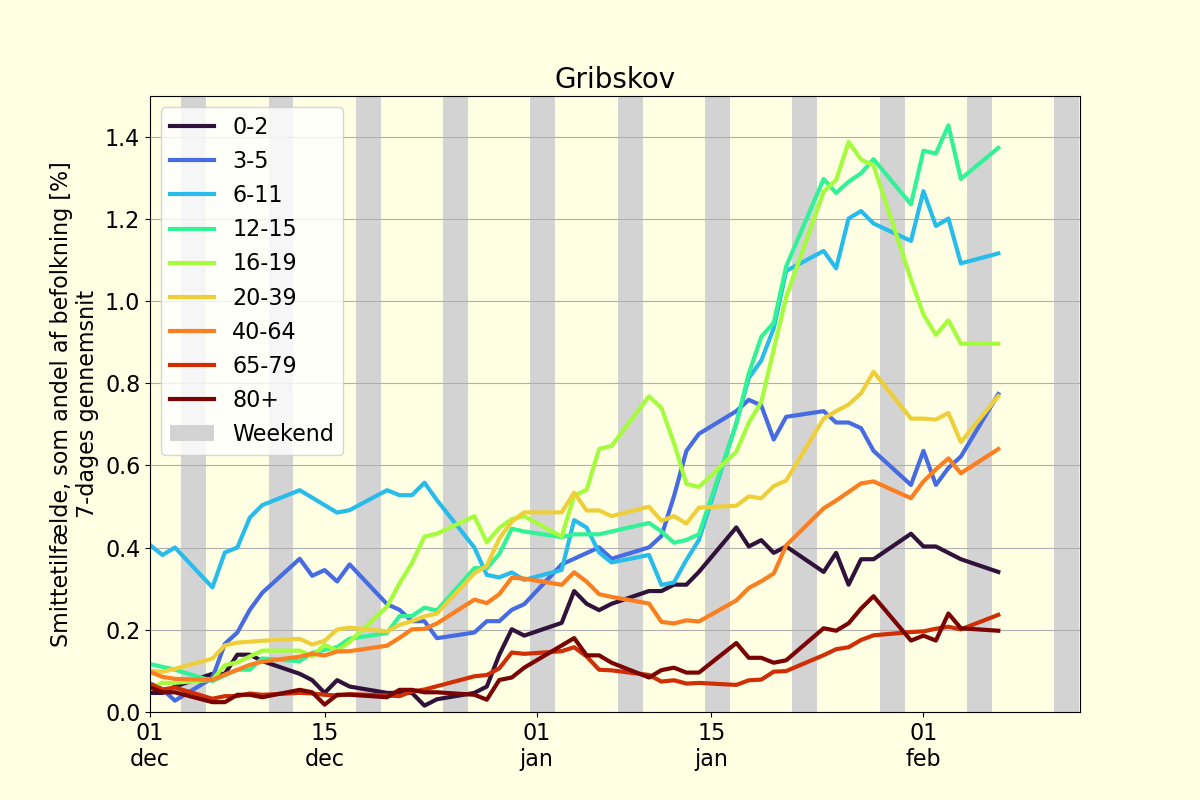 Gribskov
Smittetilfælde, som andel af befolkning [%]
7-dages gennemsnit
1.4
1.2
1.0
0.8
0.6
0.4
0.2
0.0
0-2
3-5
6-11
12-15
16-19
20-39
40-64
65-79
80+
Weekend
01 15 01 15 01
dec dec jan jan feb